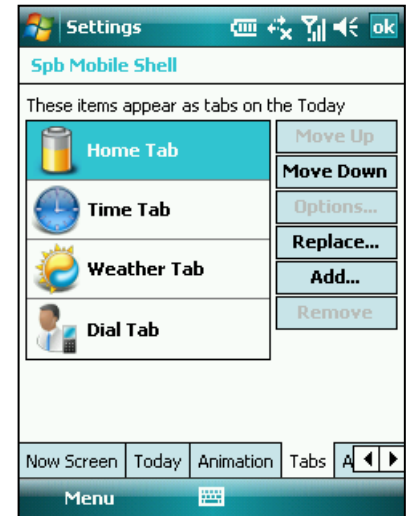 Settings ok
Spb Mobile Shell
These items appear as tabs on the Today
Home Tab
Time Tab
Weather Tab
Dial Tab
Move Up
Move Down
Options...
Replace...
Add...
Remove
Now Screen Today Animation Tabs A
Menu